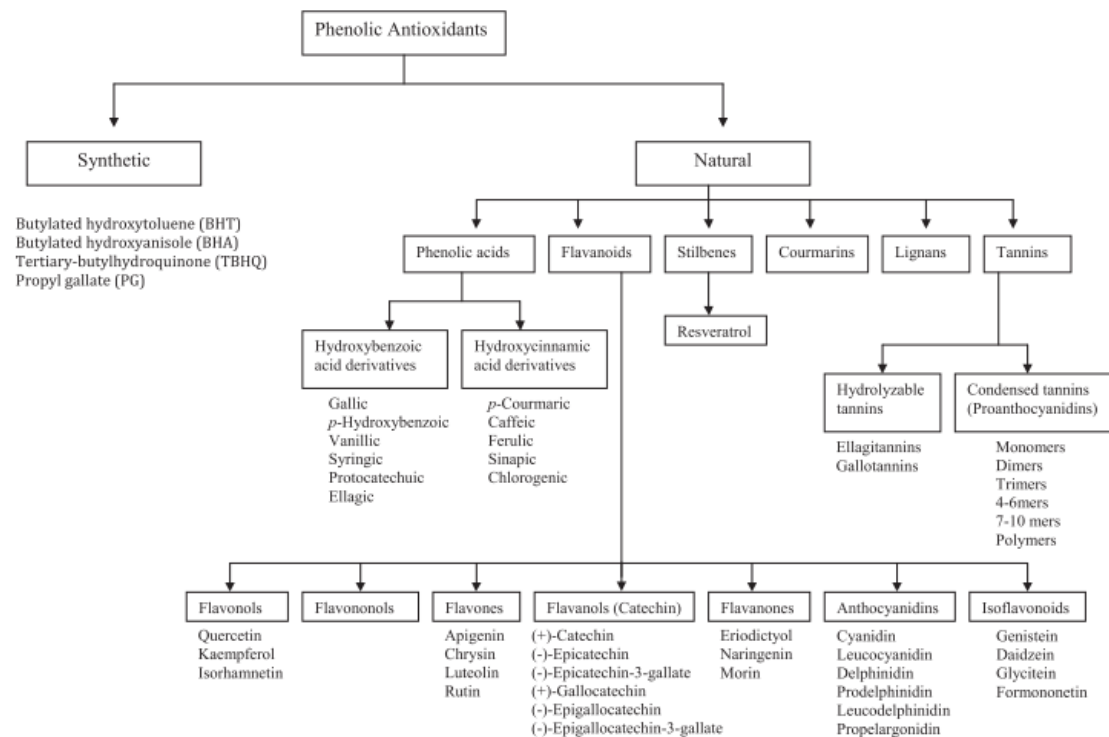 Phenolic Antioxidants
Synthetic
Natural
Butylated hydroxytoluene (BHT)
Butylated hydroxyanisole (BHA)
Tertiary-butylhydroquinone (TBHQ)
Propyl gallate (PG)
Phenolic acids
Flavanoids
Stilbenes
Courmarins
Lignans
Tannins
Resveratrol
Hydroxybenzoic
acid derivatives
Gallic
p-Hydroxybenzoic
Vanillic
Syringic
Protocatechuic
Ellagic
Hydroxycinnamic
acid derivatives
p-Courmaric
Caffeic
Ferulic
Sinapic
Chlorogenic
Hydrolyzable
tannins
Ellagitannins
Gallotannins
Condensed tannins
(Proanthocyanidins)
Monomers
Dimers
Trimers
4-6mers
7-10 mers
Polymers
Flavonols
Quercetin
Kaempferol
Isorhamnetin
Flavononols
Flavones
Apigenin
Chrysin
Luteolin
Rutin
Flavanols (Catechin)
(+)-Catechin
(-)-Epicatechin
(-)-Epicatechin-3-gallate
(+)-Gallocatechin
(-)-Epigallocatechin
(-)-Epigallocatechin-3-gallate
Flavanones
Eriodictyol
Naringenin
Morin
Anthocyanidins
Cyanidin
Leucocyanidin
Delphinidin
Prodelphinidin
Leucodelphinidin
Propelargonidin
Isoflavonoids
Genistein
Daidzein
Glycitein
Formononetin